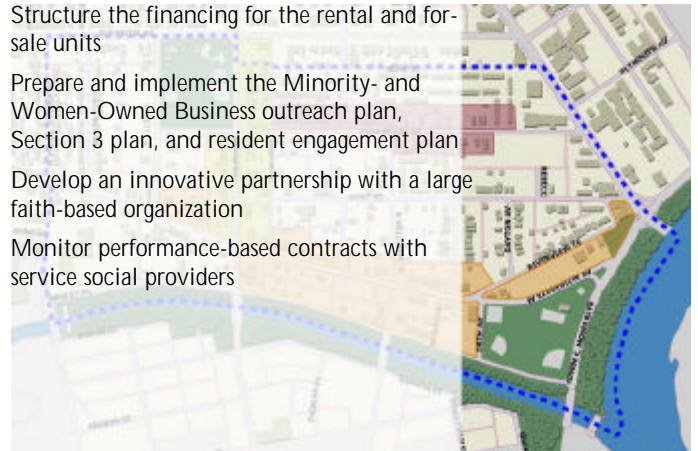 Structure the financing for the rental and for-
sale units
Prepare and implement the Minority- and
Women-Owned Business outreach plan,
Section 3 plan, and resident engagement plan
Develop an innovative partnership with a large
faith-based organization
Monitor performance-based contracts with
service social providers
PLYMOUTH AV